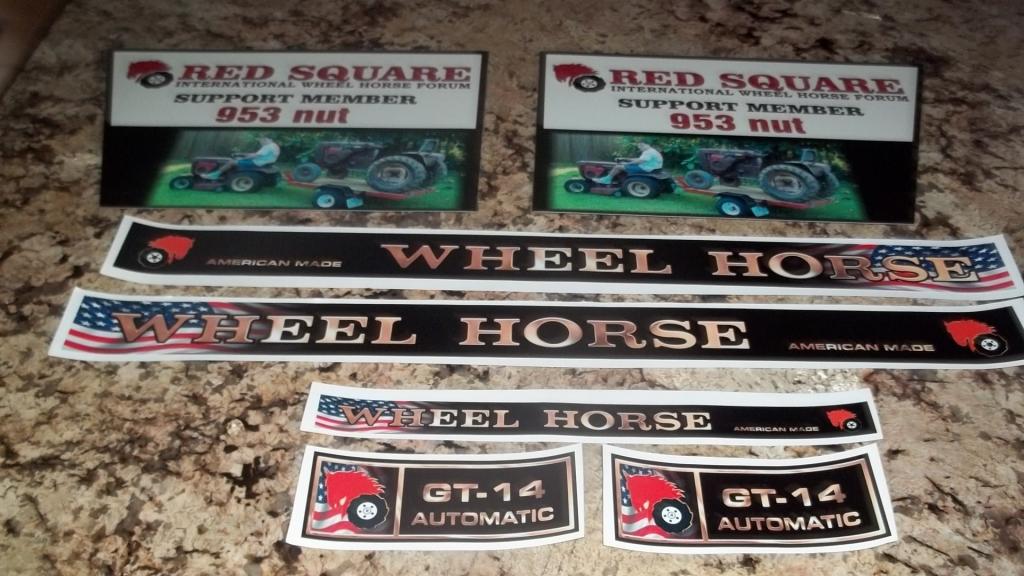 RED SQUARE
INTERNATIONAL WHEEL HORSE FORUM
SUPPORT MEMBER
953 nut
RED SQUARE
INTERNATIONAL WHEEL HORSE FORUM
SUPPORT MEMBER
953 nut
AMERICAN MADE WHEEL HORSE
WHEEL HORSE AMERICAN MADE
WHEEL HORSE AMERICAN MADE
GT-14
AUTOMATIC
GT-14
AUTOMATIC